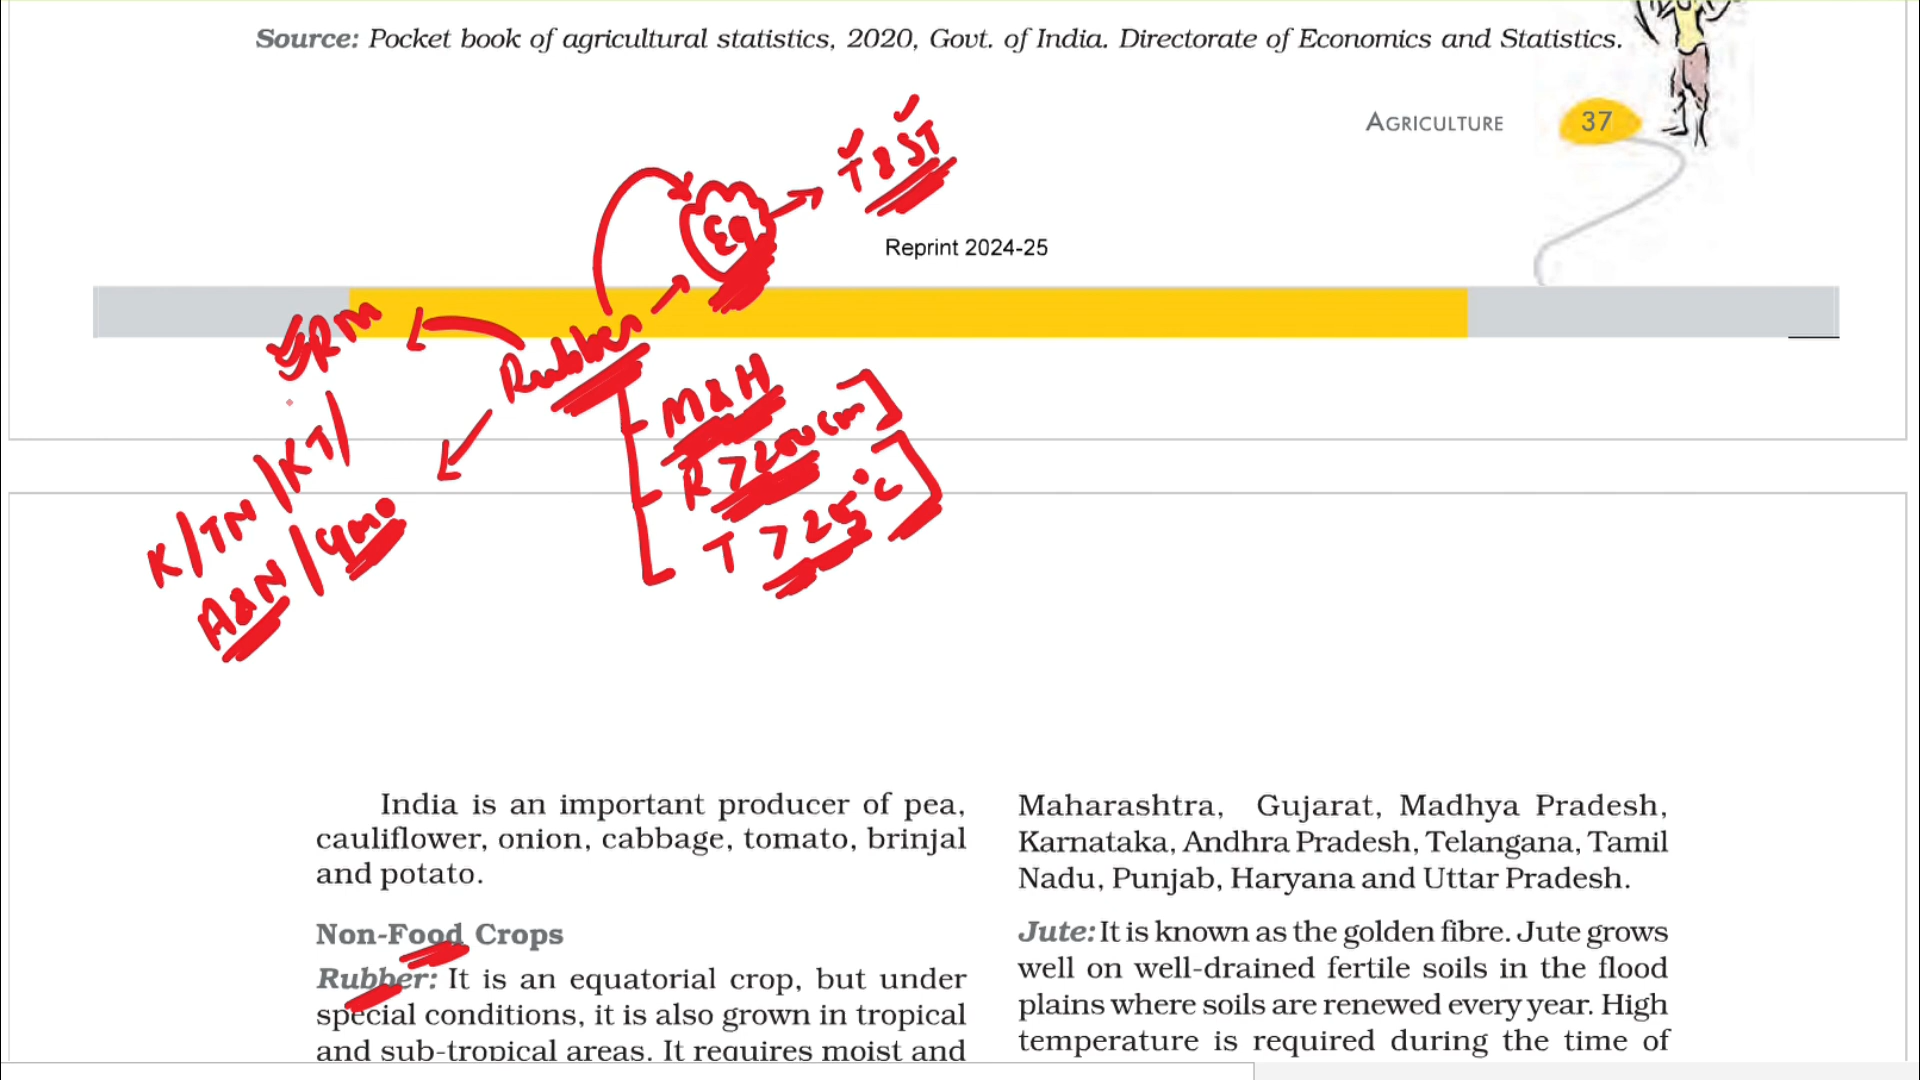 Source: Pocket book of agricultural statistics, 2020, Govt. of India. Directorate of Economics and Statistics.
AGRICULTURE 37
T & ST
Eq
Reprint 2024-25
Rubber
M&H
R > 200 cm
T > 25°C
K/TN/KT/
A&N/
India is an important producer of pea,
cauliflower, onion, cabbage, tomato, brinjal
and potato.
Non-Food Crops
Rubber: It is an equatorial crop, but under
special conditions, it is also grown in tropical
and sub-tropical areas. It requires moist and
Maharashtra, Gujarat, Madhya Pradesh,
Karnataka, Andhra Pradesh, Telangana, Tamil
Nadu, Punjab, Haryana and Uttar Pradesh.
Jute: It is known as the golden fibre. Jute grows
well on well-drained fertile soils in the flood
plains where soils are renewed every year. High
temperature is required during the time of